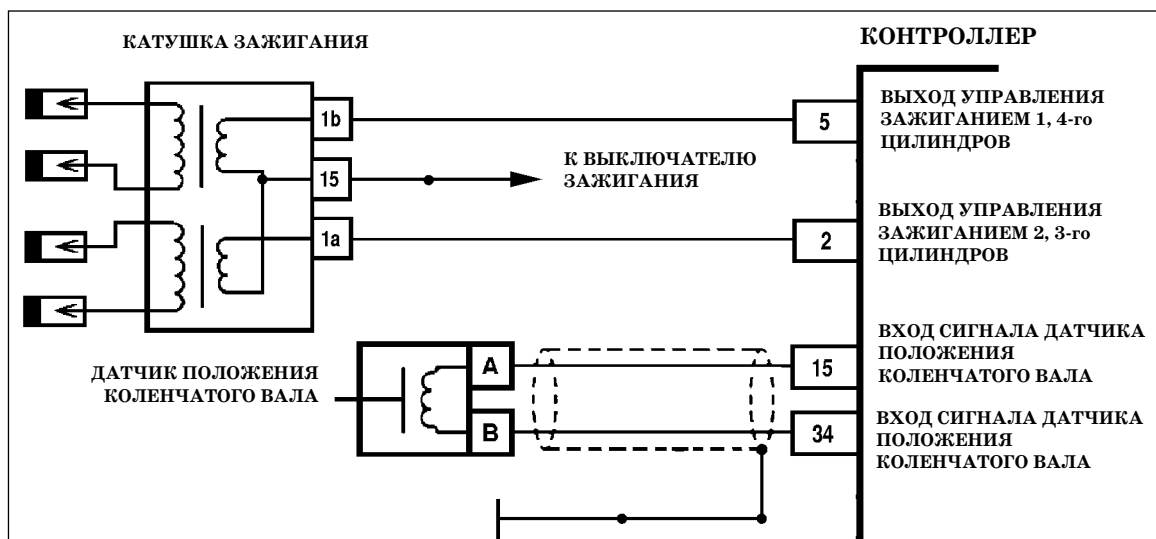 КАТУШКА ЗАЖИГАНИЯ
КОНТРОЛЛЕР
1b
5
ВЫХОД УПРАВЛЕНИЯ
ЗАЖИГАНИЕМ 1, 4-го
ЦИЛИНДРОВ
15
К ВЫКЛЮЧАТЕЛЮ
ЗАЖИГАНИЯ
1a
2
ВЫХОД УПРАВЛЕНИЯ
ЗАЖИГАНИЕМ 2, 3-го
ЦИЛИНДРОВ
ДАТЧИК ПОЛОЖЕНИЯ
КОЛЕНЧАТОГО ВАЛА
A
15
ВХОД СИГНАЛА ДАТЧИКА
ПОЛОЖЕНИЯ
КОЛЕНЧАТОГО ВАЛА
B
34
ВХОД СИГНАЛА ДАТЧИКА
ПОЛОЖЕНИЯ
КОЛЕНЧАТОГО ВАЛА